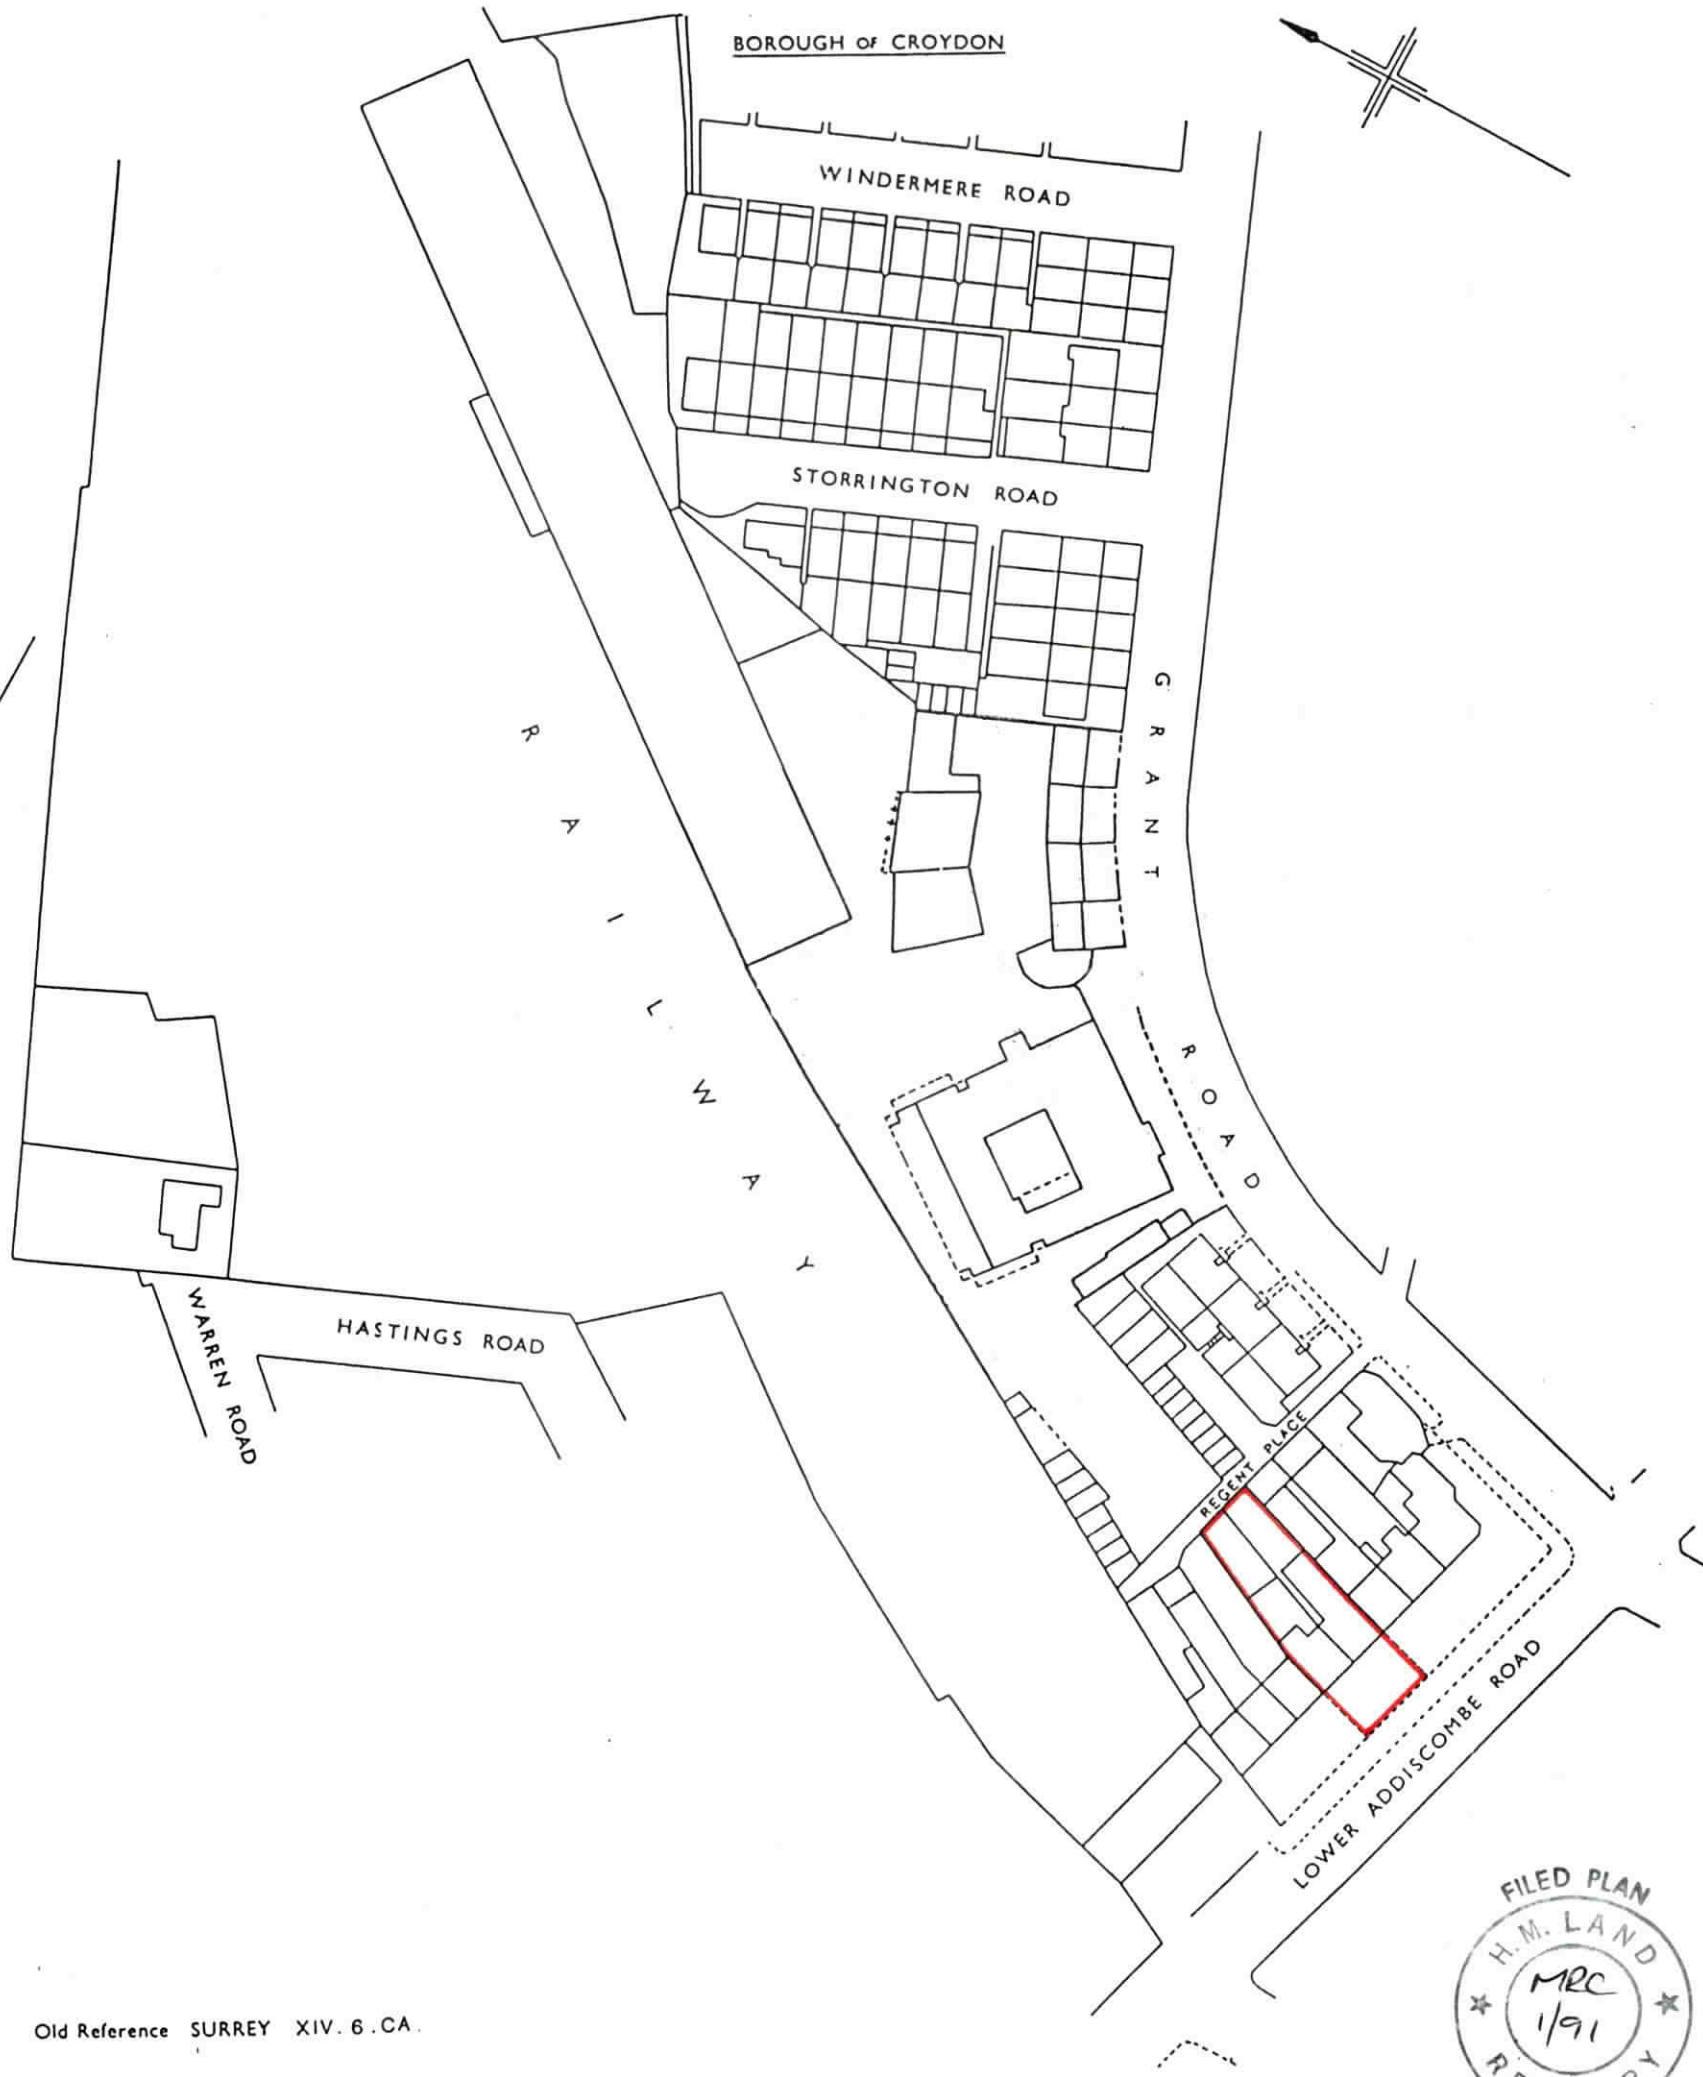 BOROUGH OF CROYDON
WINDERMERE ROAD
STORRINGTON ROAD
GRANT ROAD
RAILWAY
WARREN ROAD
HASTINGS ROAD
REGENT PLACE
LOWER ADDISCOMBE ROAD
FILED PLAN
H.M. LAND
MRC
1/91
Old Reference SURREY XIV. 6. CA.